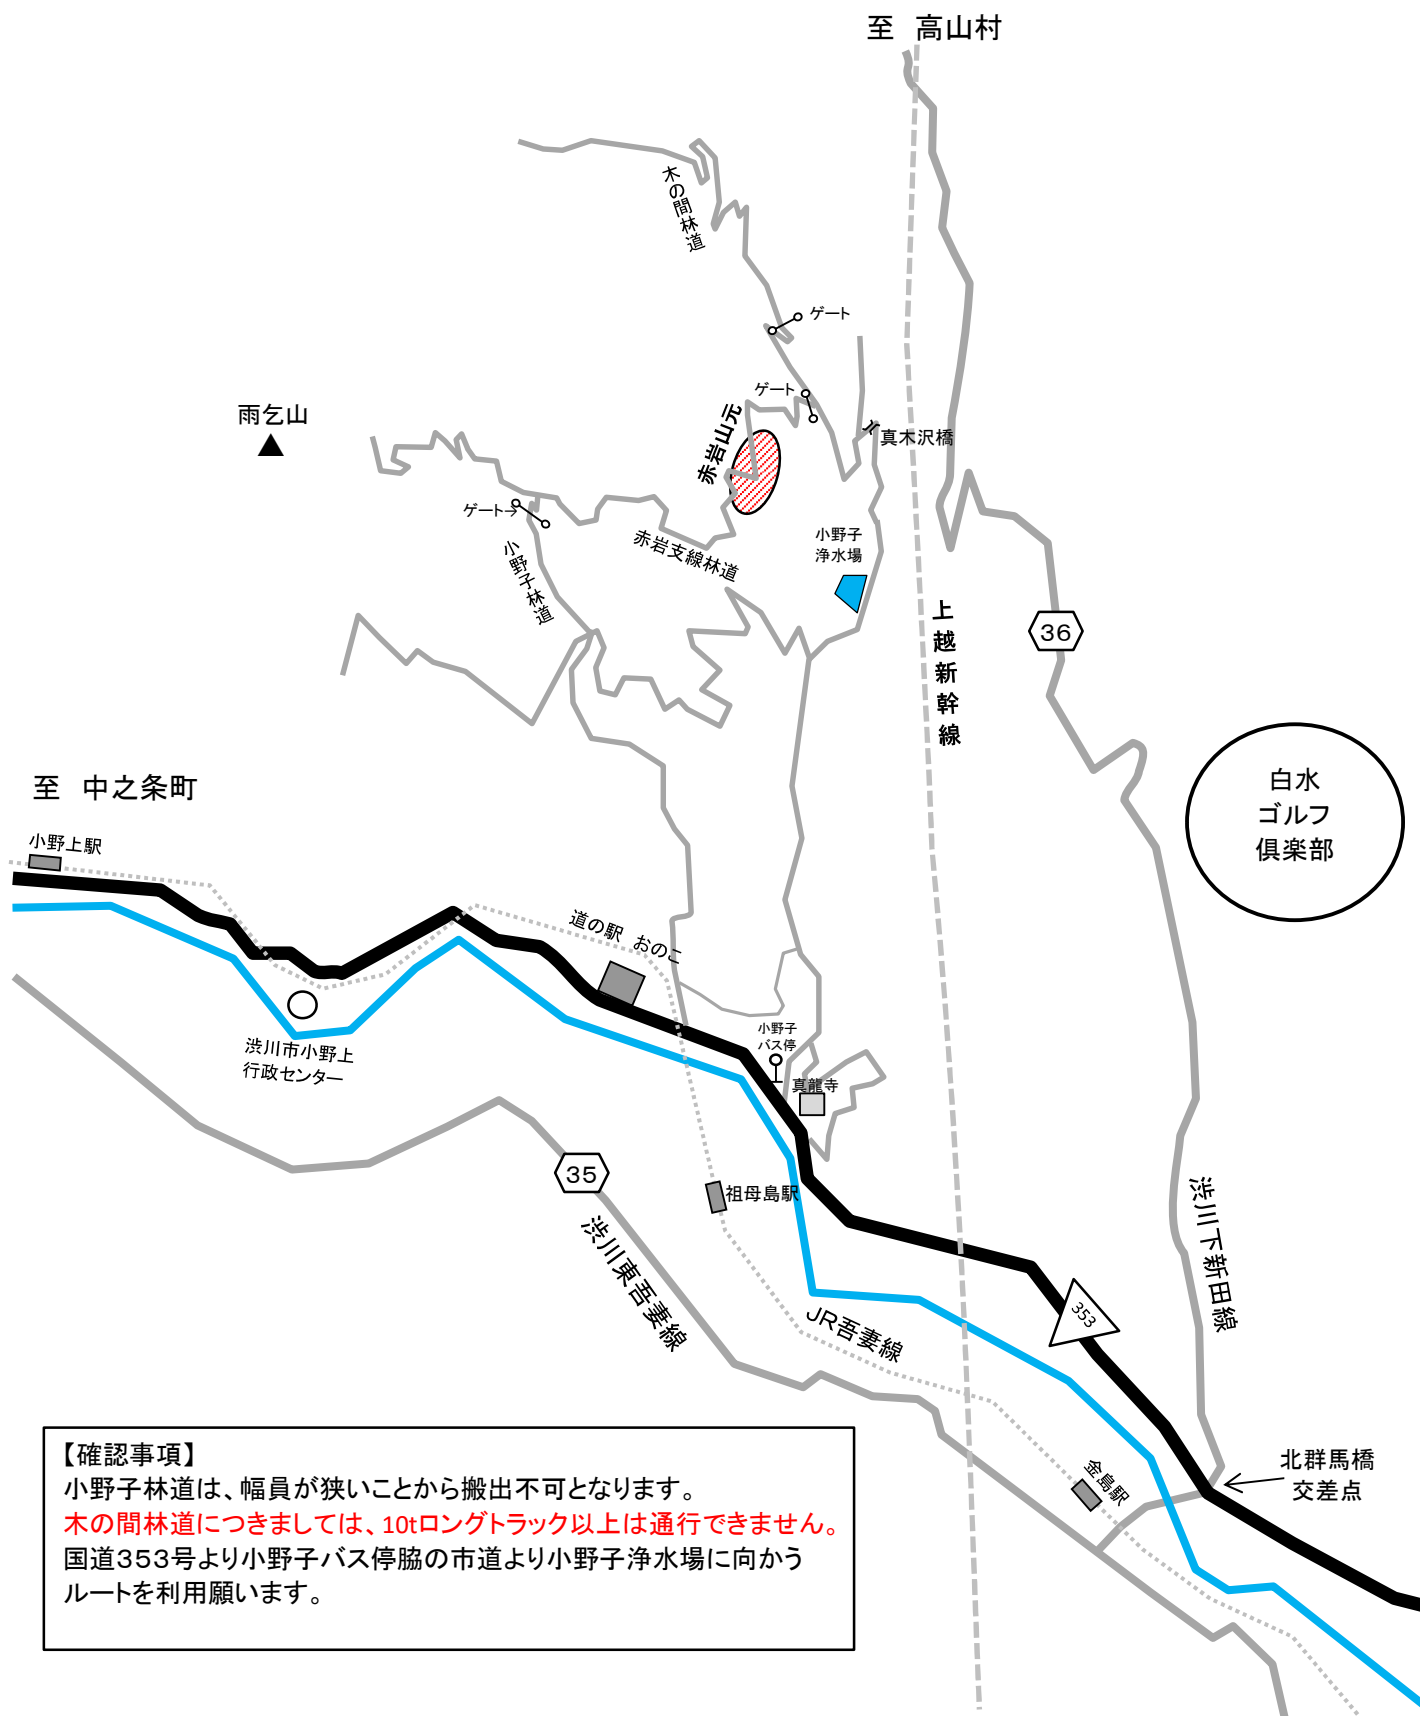 至 高山村
木の間林道
ゲート
ゲート
雨乞山
赤岩山元
真木沢橋
ゲート→
小野子林道
赤岩支線林道
小野子
浄水場
上越新幹線
36
白水
ゴルフ
倶楽部
至 中之条町
小野上駅
道の駅 おのこ
渋川市小野上
行政センター
小野子
バス停
真龍寺
35
祖母島駅
渋川東吾妻線
JR吾妻線
353
渋川下新田線
金島駅
北群馬橋
交差点
【確認事項】
小野子林道は、幅員が狭いことから搬出不可となります。
木の間林道につきましては、10tロングトラック以上は通行できません。
国道353号より小野子バス停脇の市道より小野子浄水場に向かう
ルートを利用願います。